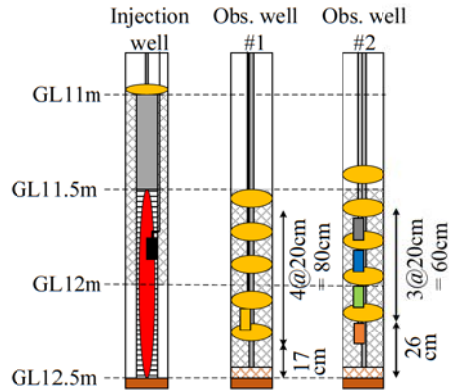 Injection well
Obs. well #1
Obs. well #2
GL11m
GL11.5m
GL12m
GL12.5m
4@20cm
= 80cm
17
cm
3@20cm
= 60cm
26
cm